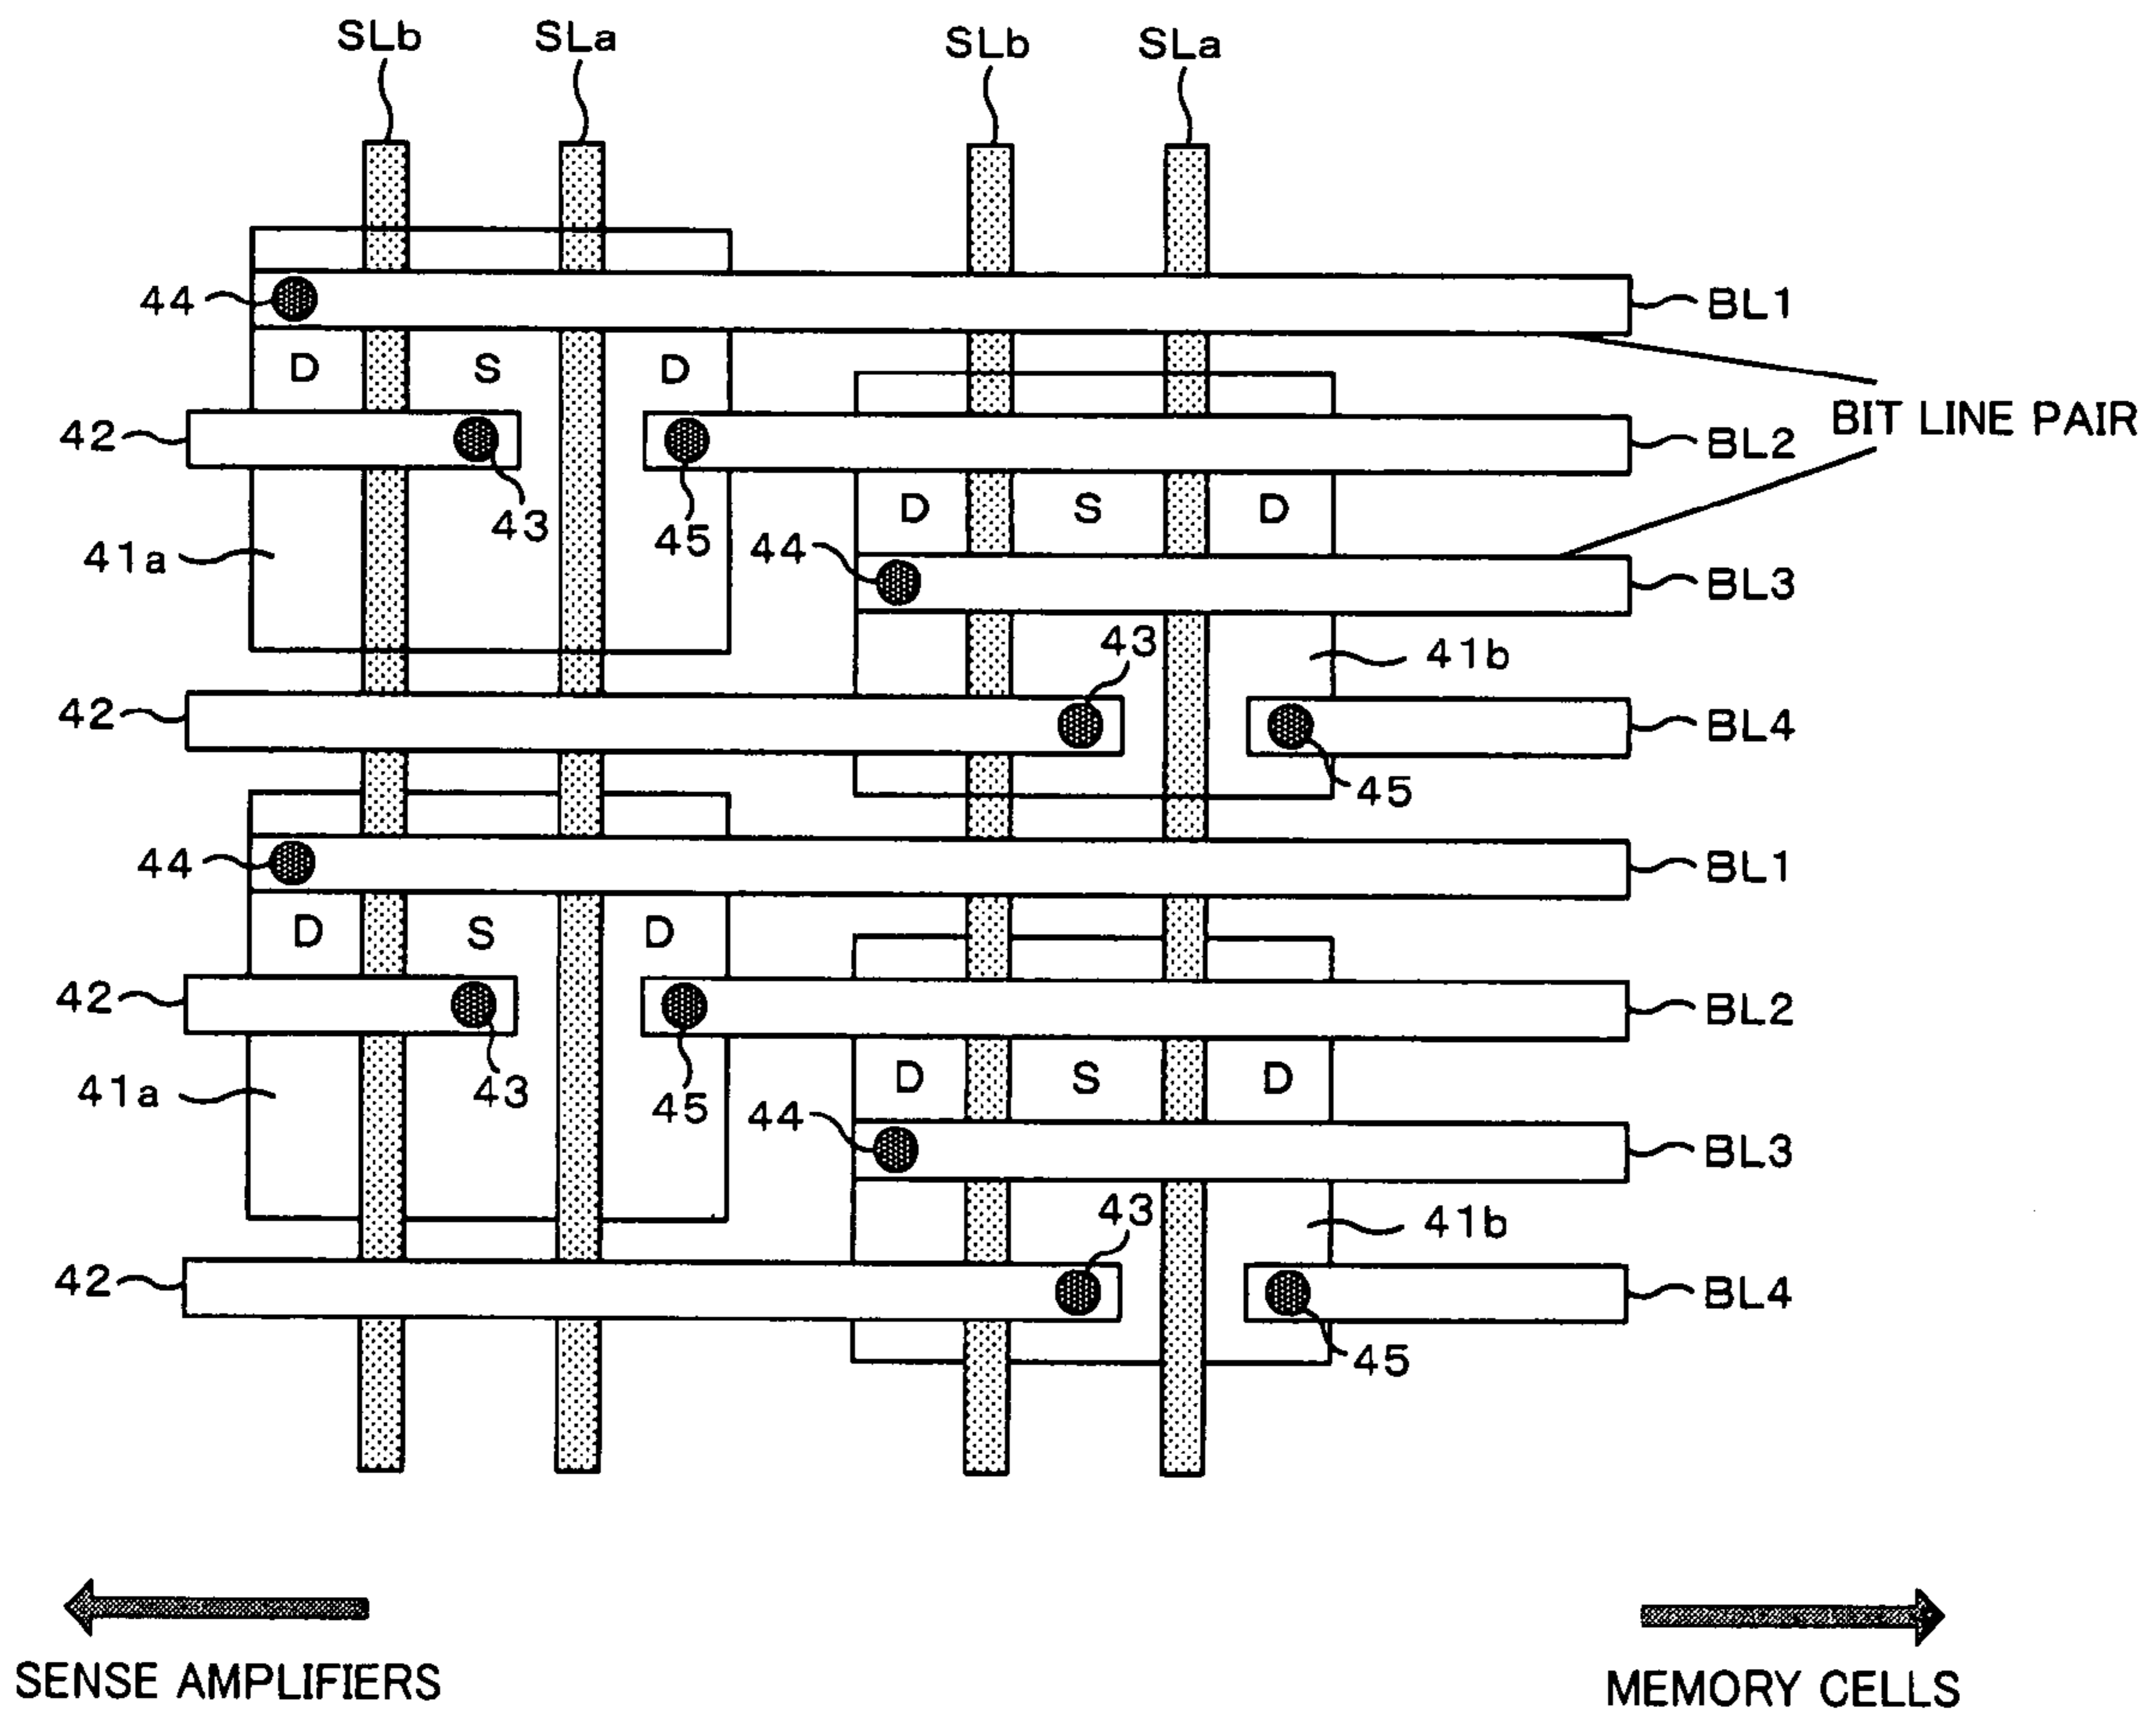 SLb SLa SLb SLa
44 BL1
D S D
BIT LINE PAIR
42 BL2
43 45 D S D
41a 44 BL3
43 41b
42 BL4
45
44 BL1
D S D
42 BL2
43 45 D S D
41a 44 BL3
43 41b
42 BL4
45
SENSE AMPLIFIERS MEMORY CELLS